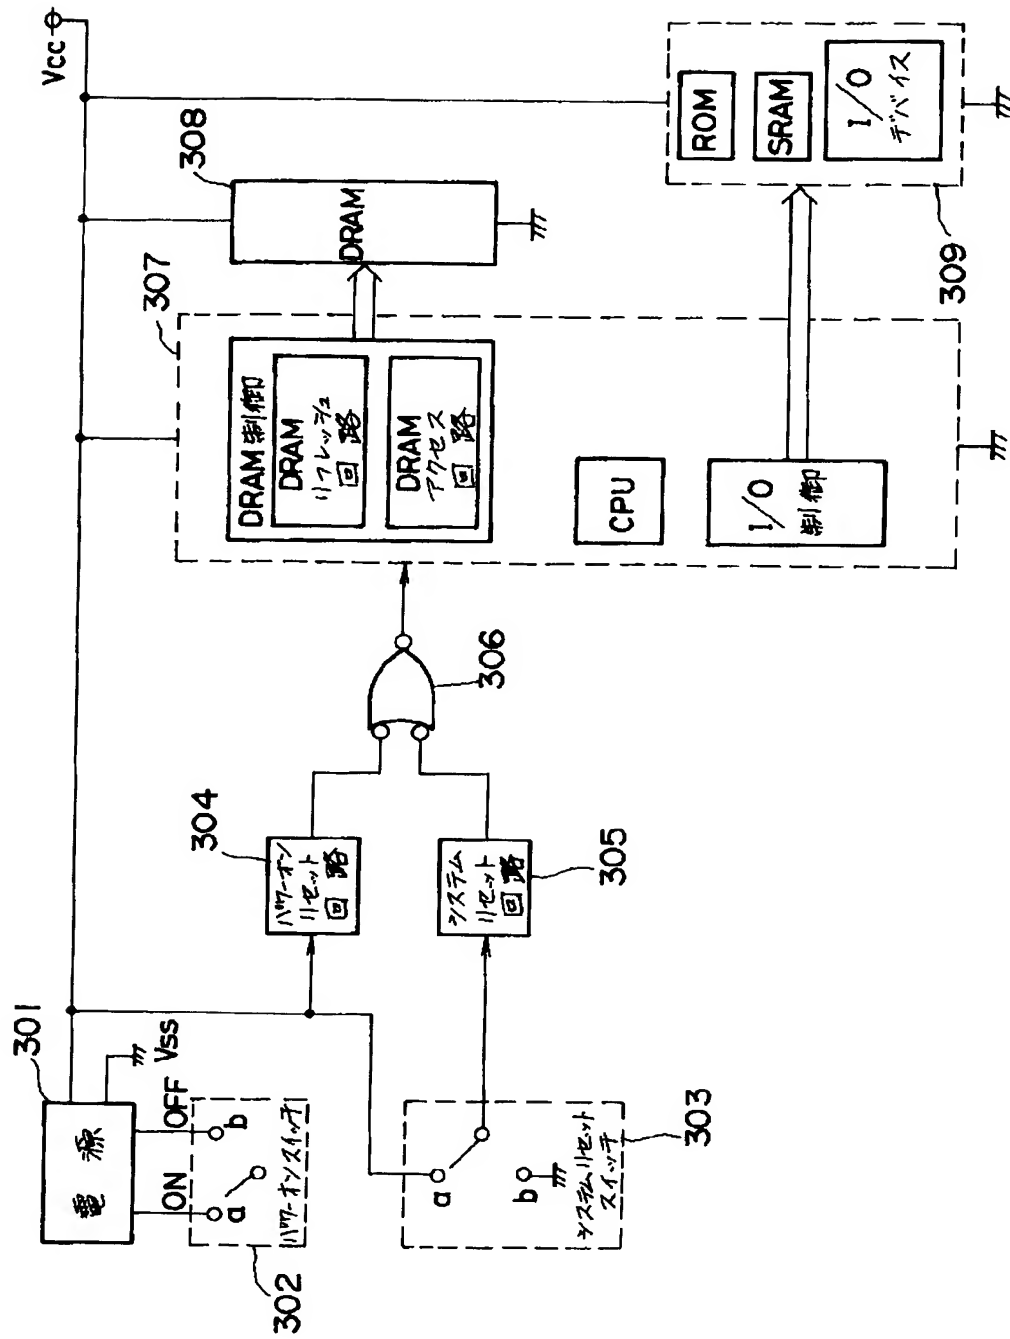 301
電源
ON
OFF
Vss
a
b
パワーオンスイッチ
302
a
b
システムリセット
スイッチ
303
304
パワーオン
リセット
回路
システム
リセット
回路
305
306
307
DRAM制御
DRAM
リフレッシュ
回路
DRAM
アクセス
回路
CPU
I/O
制御
308
DRAM
Vcc
ROM
SRAM
I/O
デバイス
309